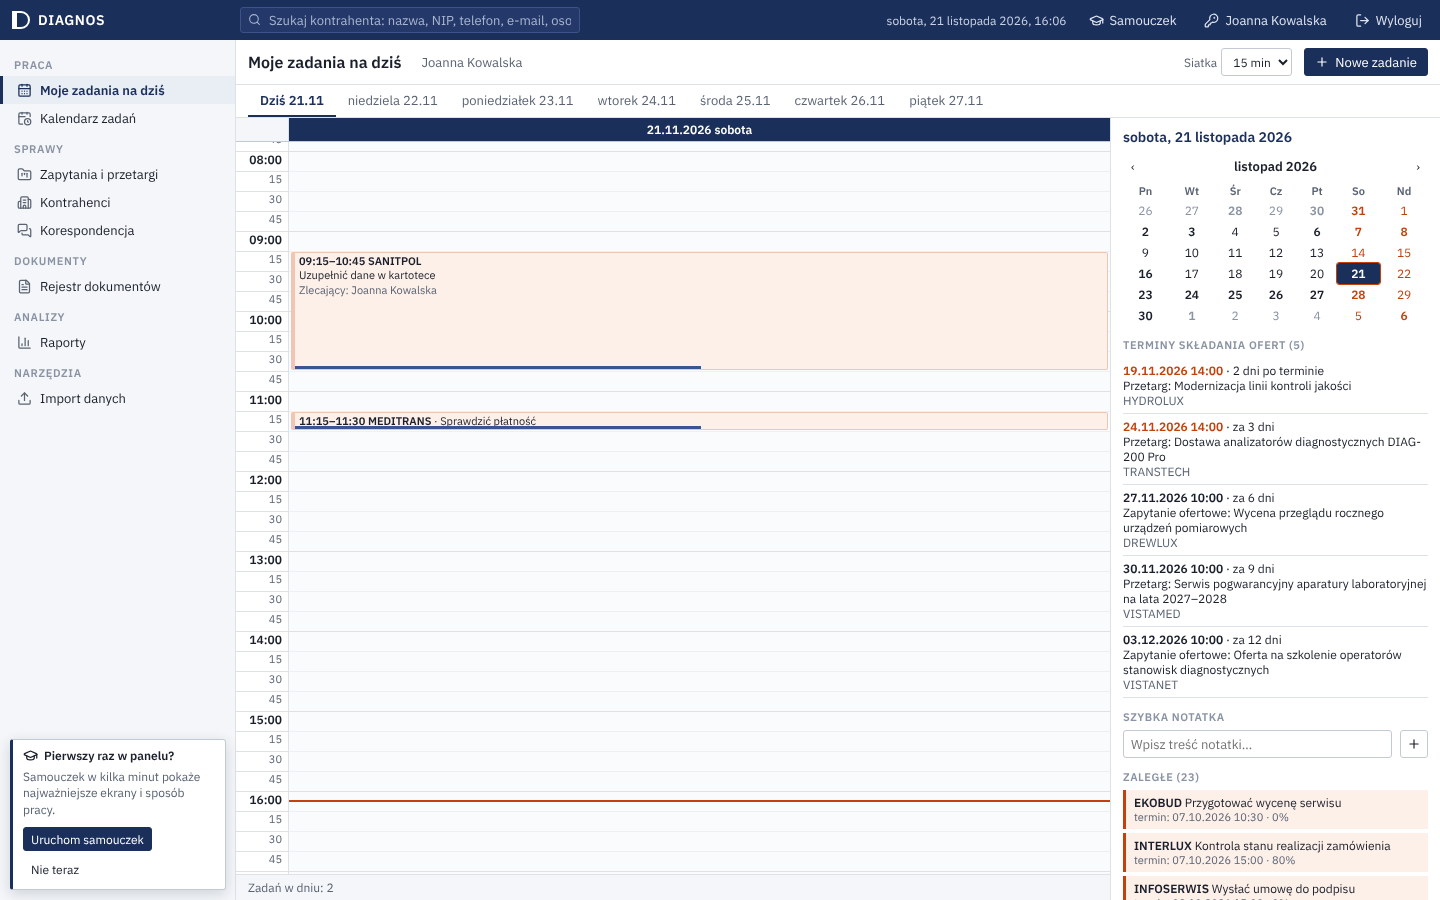 DIAGNOS
Szukaj kontrahenta: nazwa, NIP, telefon, e-mail, oso
sobota, 21 listopada 2026, 16:06
Samouczek
Joanna Kowalska
Wyloguj
PRACA
Moje zadania na dziś
Kalendarz zadań
SPRAWY
Zapytania i przetargi
Kontrahenci
Korespondencja
DOKUMENTY
Rejestr dokumentów
ANALIZY
Raporty
NARZĘDZIA
Import danych
Pierwszy raz w panelu?
Samouczek w kilka minut pokaże
najważniejsze ekrany i sposób
pracy.
Uruchom samouczek
Nie teraz
Moje zadania na dziś
Joanna Kowalska
Siatka
15 min
Nowe zadanie
Dziś 21.11
niedziela 22.11
poniedziałek 23.11
wtorek 24.11
środa 25.11
czwartek 26.11
piątek 27.11
21.11.2026 sobota
08:00
15
30
45
09:00
15
30
45
10:00
15
30
45
11:00
15
30
45
12:00
15
30
45
13:00
15
30
45
14:00
15
30
45
15:00
15
30
45
16:00
15
30
45
09:15–10:45 SANITPOL
Uzupełnić dane w kartotece
Zlecający: Joanna Kowalska
11:15–11:30 MEDITRANS · Sprawdzić płatność
Zadań w dniu: 2
sobota, 21 listopada 2026
‹ listopad 2026 ›
Pn Wt Śr Cz Pt So Nd
26 27 28 29 30 31 1
2 3 4 5 6 7 8
9 10 11 12 13 14 15
16 17 18 19 20 21 22
23 24 25 26 27 28 29
30 1 2 3 4 5 6
TERMINY SKŁADANIA OFERT (5)
19.11.2026 14:00 · 2 dni po terminie
Przetarg: Modernizacja linii kontroli jakości
HYDROLUX
24.11.2026 14:00 · za 3 dni
Przetarg: Dostawa analizatorów diagnostycznych DIAG-
200 Pro
TRANSTECH
27.11.2026 10:00 · za 6 dni
Zapytanie ofertowe: Wycena przeglądu rocznego
urządzeń pomiarowych
DREWLUX
30.11.2026 10:00 · za 9 dni
Przetarg: Serwis pogwarancyjny aparatury laboratoryjnej
na lata 2027–2028
VISTAMED
03.12.2026 10:00 · za 12 dni
Zapytanie ofertowe: Oferta na szkolenie operatorów
stanowisk diagnostycznych
VISTANET
SZYBKA NOTATKA
Wpisz treść notatki...
ZALEGŁE (23)
EKOBUD Przygotować wycenę serwisu
termin: 07.10.2026 10:30 · 0%
INTERLUX Kontrola stanu realizacji zamówienia
termin: 07.10.2026 15:00 · 80%
INFOSERWIS Wysłać umowę do podpisu